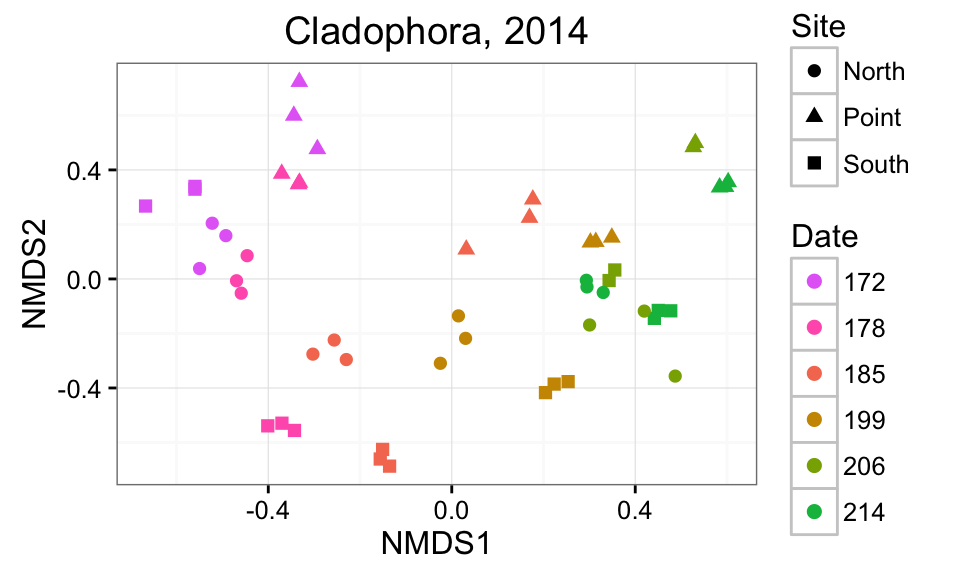 Cladophora, 2014
NMDS2
0.4
0.0
-0.4
-0.4
0.0
0.4
NMDS1
Site
North
Point
South
Date
172
178
185
199
206
214